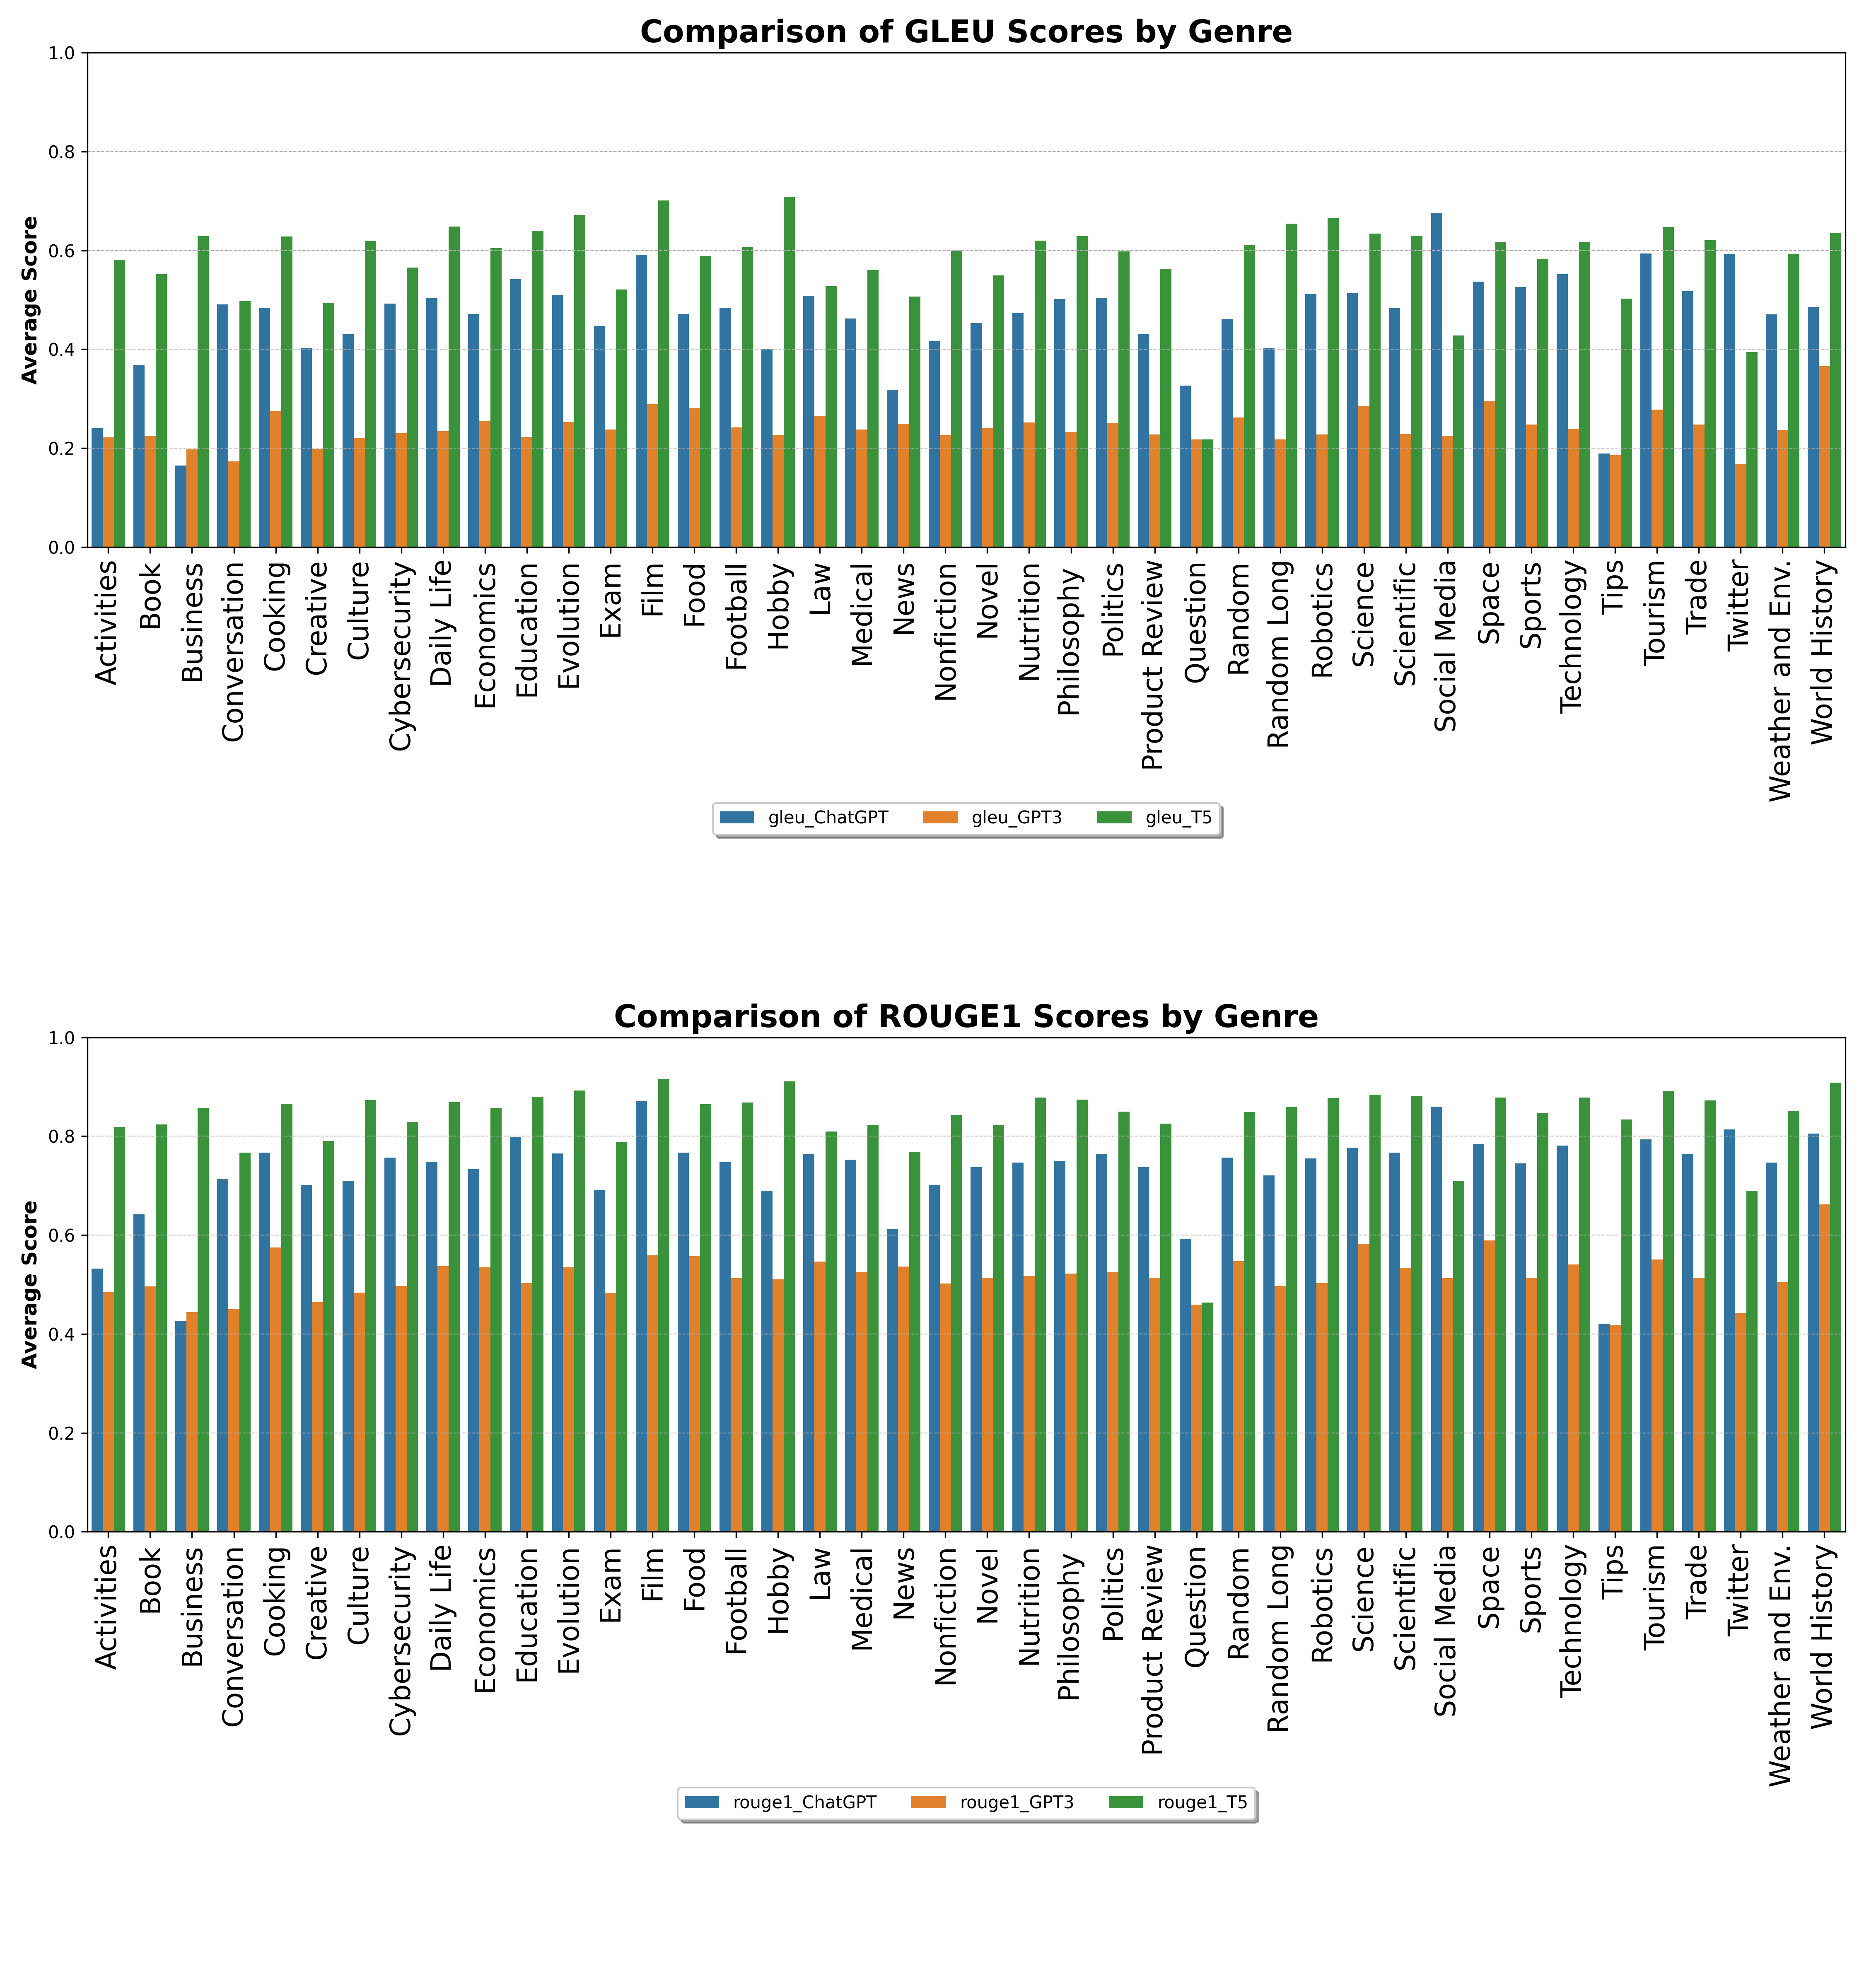 Comparison of GLEU Scores by Genre
1.0
0.8
0.6
0.4
0.2
0.0
Average Score
Activities
Book
Business
Conversation
Cooking
Creative
Culture
Cybersecurity
Daily Life
Economics
Education
Evolution
Exam
Film
Food
Football
Hobby
Law
Medical
News
Nonfiction
Novel
Nutrition
Philosophy
Politics
Product Review
Question
Random
Random Long
Robotics
Science
Scientific
Social Media
Space
Sports
Technology
Tips
Tourism
Trade
Twitter
Weather and Env.
World History
gleu_ChatGPT gleu_GPT3 gleu_T5
Comparison of ROUGE1 Scores by Genre
1.0
0.8
0.6
0.4
0.2
0.0
Average Score
Activities
Book
Business
Conversation
Cooking
Creative
Culture
Cybersecurity
Daily Life
Economics
Education
Evolution
Exam
Film
Food
Football
Hobby
Law
Medical
News
Nonfiction
Novel
Nutrition
Philosophy
Politics
Product Review
Question
Random
Random Long
Robotics
Science
Scientific
Social Media
Space
Sports
Technology
Tips
Tourism
Trade
Twitter
Weather and Env.
World History
rouge1_ChatGPT rouge1_GPT3 rouge1_T5